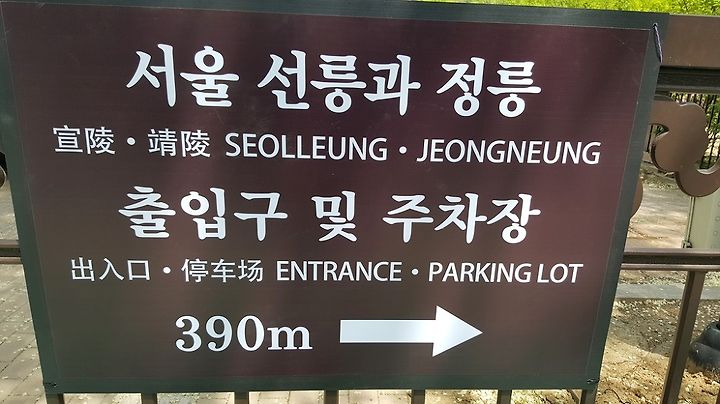 서울 선릉과 정릉
宣陵・靖陵 SEOLLEUNG・JEONGNEUNG
출입구 및 주차장
出入口・停车场 ENTRANCE・PARKING LOT
390m